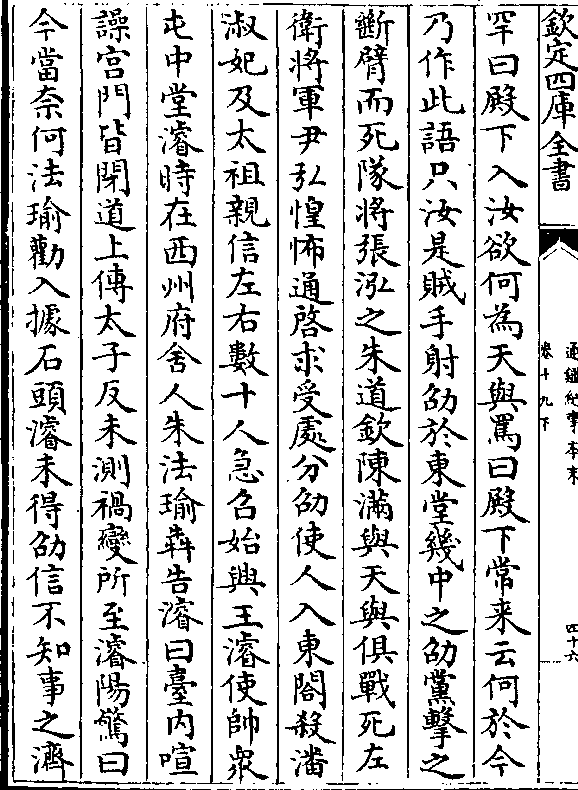 欽定四庫全書
通鑑紀事本末
卷十九下
四十六
罕曰殿下入汝欲何為天與罵曰殿下常来云何於今
乃作此語只汝是賊手射劭於東堂幾中之劭黨擊之
斷臂而死隊將張泓之朱道欽陳滿與天與俱戰死左
衛將軍尹弘惶怖通啓求受處分劭使人入東閤殺潘
淑妃及太祖親信左右數十人急召始興王濬使帥衆
屯中堂濬時在西州府舍人朱法瑜犇告濬曰臺内喧
譟宫門皆閉道上傳太子反未測禍變所至濬陽驚曰
今當奈何法瑜勸入據石頭濬未得劭信不知事之濟